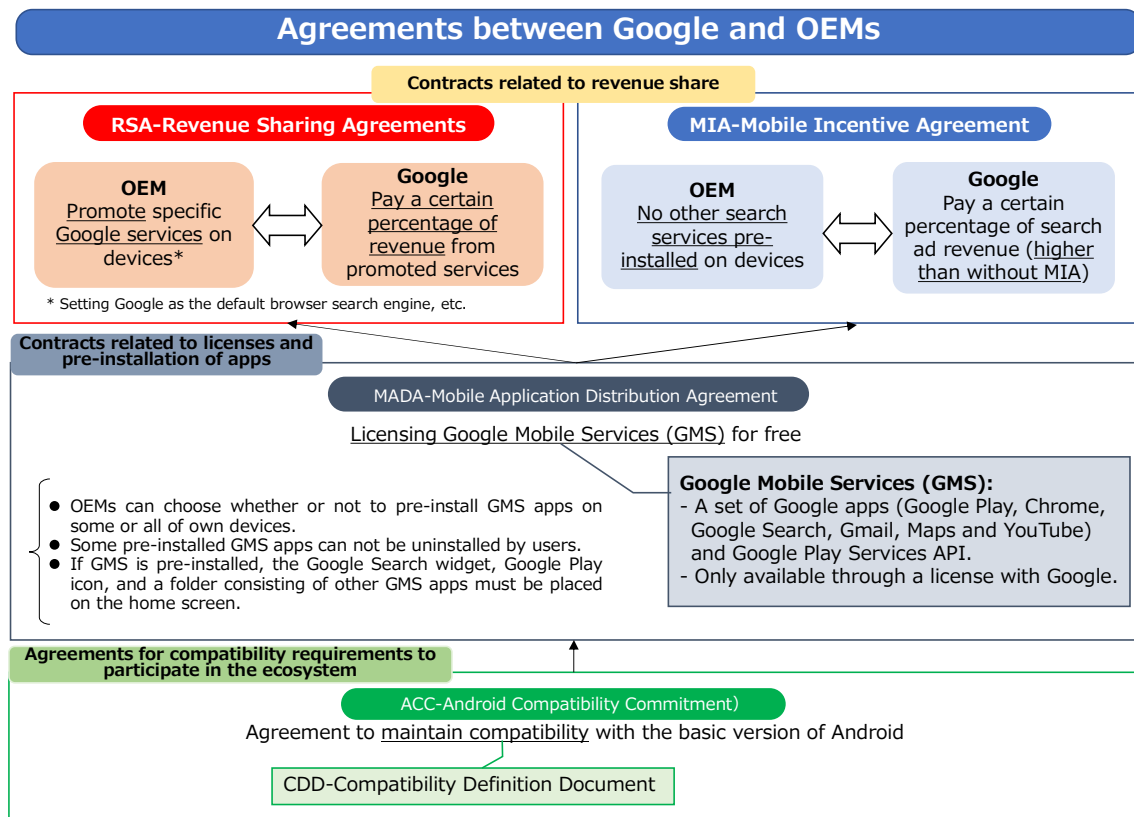 Agreements between Google and OEMs
Contracts related to revenue share
RSA-Revenue Sharing Agreements
OEM
Promote specific
Google services on
devices*
Google
Pay a certain
percentage of
revenue from
promoted services
* Setting Google as the default browser search engine, etc.
MIA-Mobile Incentive Agreement
OEM
No other search
services pre-
installed on devices
Google
Pay a certain
percentage of search
ad revenue (higher
than without MIA)
Contracts related to licenses and
pre-installation of apps
MADA-Mobile Application Distribution Agreement
Licensing Google Mobile Services (GMS) for free
● OEMs can choose whether or not to pre-install GMS apps on
some or all of own devices.
● Some pre-installed GMS apps can not be uninstalled by users.
● If GMS is pre-installed, the Google Search widget, Google Play
icon, and a folder consisting of other GMS apps must be placed
on the home screen.
Google Mobile Services (GMS):
- A set of Google apps (Google Play, Chrome,
Google Search, Gmail, Maps and YouTube)
and Google Play Services API.
- Only available through a license with Google.
Agreements for compatibility requirements to
participate in the ecosystem
ACC-Android Compatibility Commitment)
Agreement to maintain compatibility with the basic version of Android
CDD-Compatibility Definition Document